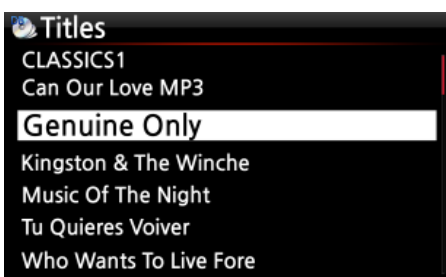 Titles
CLASSICS1
Can Our Love MP3
Genuine Only
Kingston & The Winche
Music Of The Night
Tu Quieres Voiver
Who Wants To Live Fore